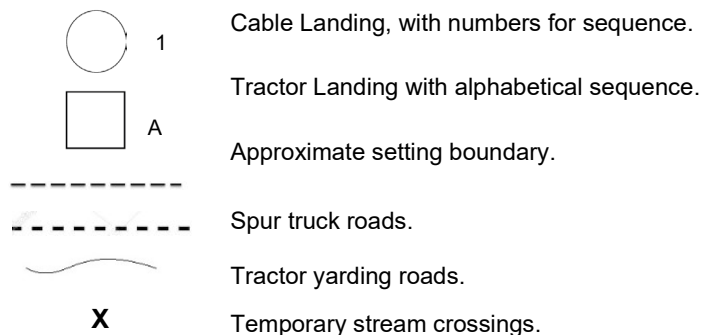 1 Cable Landing, with numbers for sequence.
A Tractor Landing with alphabetical sequence.
Approximate setting boundary.
Spur truck roads.
Tractor yarding roads.
X Temporary stream crossings.